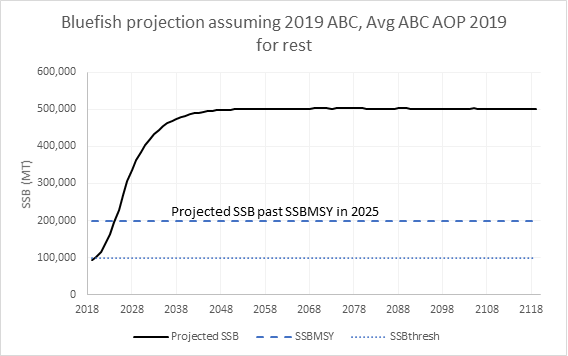 Bluefish projection assuming 2019 ABC, Avg ABC AOP 2019
for rest
600,000
500,000
400,000
300,000
200,000
100,000
0
SSB (MT)
Projected SSB past SSBMSY in 2025
2018 2028 2038 2048 2058 2068 2078 2088 2098 2108 2118
Projected SSB SSBMSY SSBthresh